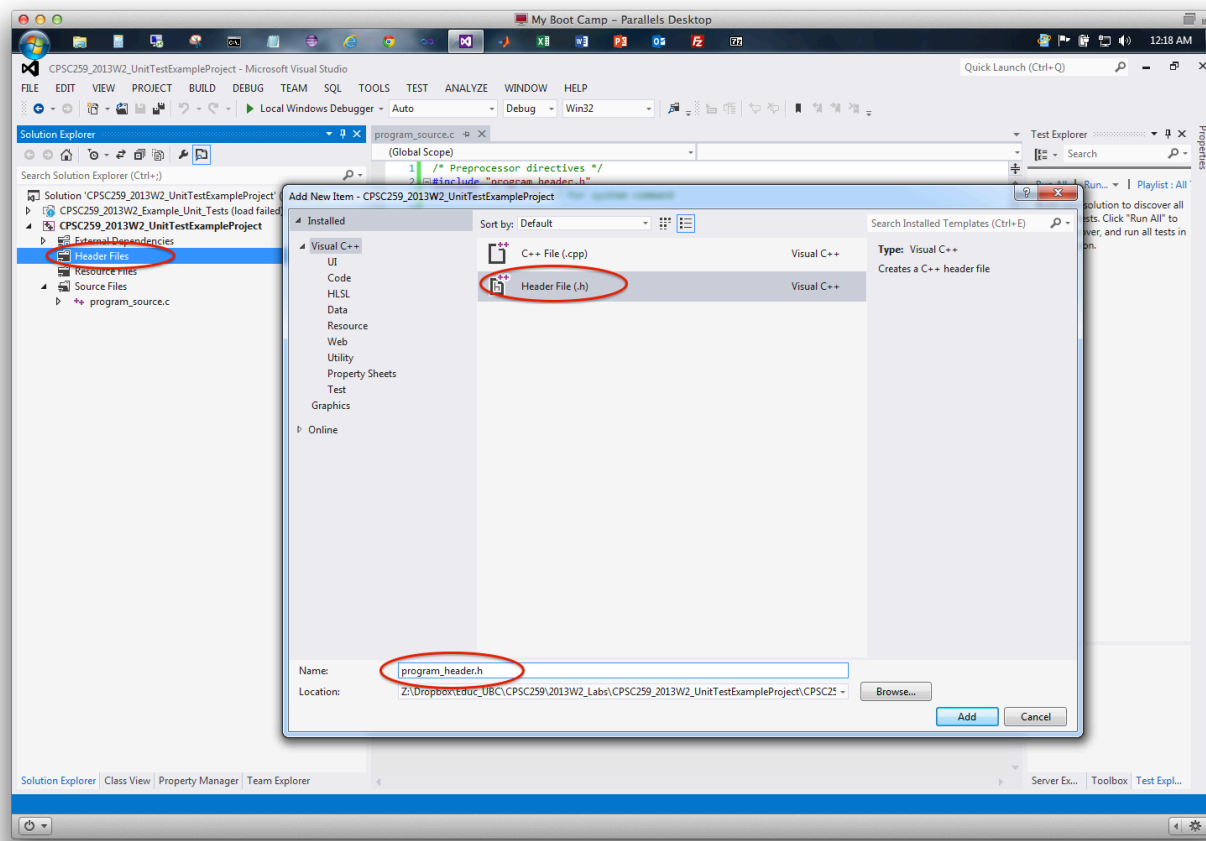 My Boot Camp - Parallels Desktop
12:18 AM
CPSC259_2013W2_UnitTestExampleProject - Microsoft Visual Studio
Quick Launch (Ctrl+Q)
FILE EDIT VIEW PROJECT BUILD DEBUG TEAM SQL TOOLS TEST ANALYZE WINDOW HELP
Local Windows Debugger Auto Debug Win32
Solution Explorer
Search Solution Explorer (Ctrl+;)
Solution 'CPSC259_2013W2_UnitTestExampleProject' (
CPSC259_2013W2_Example_Unit_Tests (load failed
CPSC259_2013W2_UnitTestExampleProject
External Dependencies
Header Files
Resource Files
Source Files
program_source.c
program_source.c
(Global Scope)
1 /* Preprocessor directives */
2 #include "program_header.h"
for system command
Add New Item - CPSC259_2013W2_UnitTestExampleProject
Installed
Visual C++
UI
Code
HLSL
Data
Resource
Web
Utility
Property Sheets
Test
Graphics
Online
Sort by: Default
C++ File (.cpp) Visual C++
Header File (.h) Visual C++
Search Installed Templates (Ctrl+E)
Type: Visual C++
Creates a C++ header file
Name: program_header.h
Location: Z:\Dropbox\Educ_UBC\CPSC259\2013W2_Labs\CPSC259_2013W2_UnitTestExampleProject\CPSC25
Browse...
Add Cancel
Test Explorer
Search
Run All Run... Playlist : All
solution to discover all
ests. Click "Run All" to
ver, and run all tests in
on.
Properties
Solution Explorer Class View Property Manager Team Explorer
Server Ex... Toolbox Test Expl...